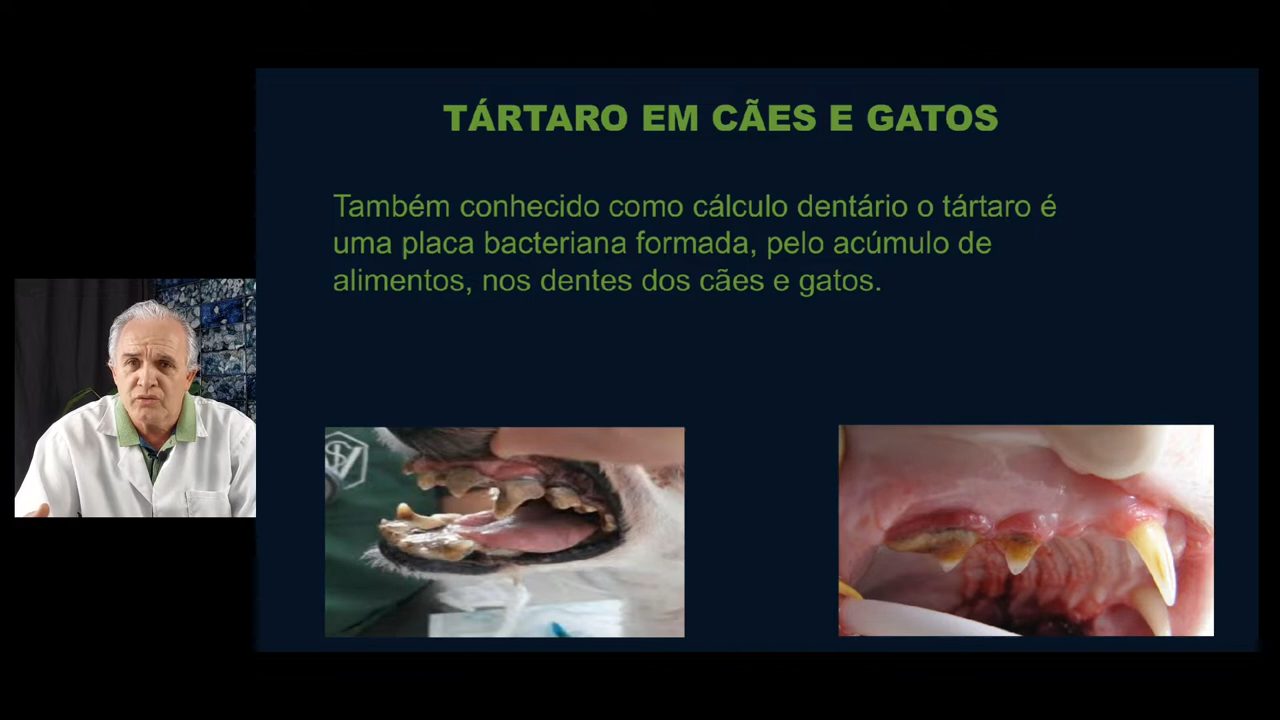 TÁRTARO EM CÃES E GATOS
Também conhecido como cálculo dentário o tártaro é
uma placa bacteriana formada, pelo acúmulo de
alimentos, nos dentes dos cães e gatos.